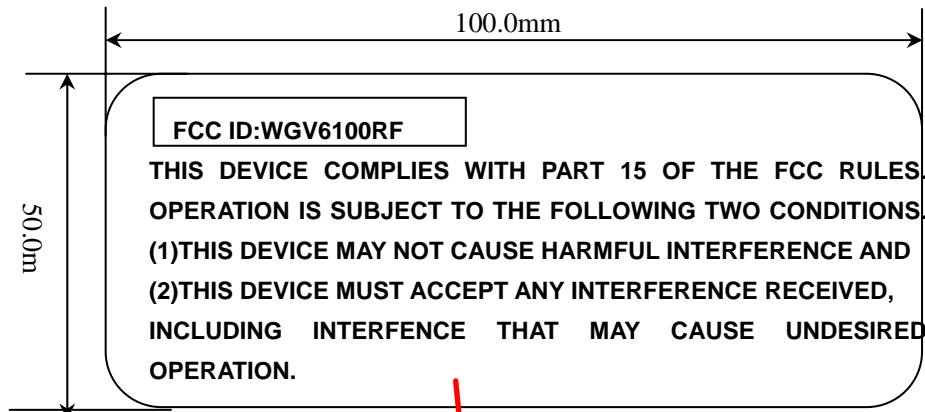 100.0mm
50.0m
FCC ID:WGV6100RF
THIS DEVICE COMPLIES WITH PART 15 OF THE FCC RULES.
OPERATION IS SUBJECT TO THE FOLLOWING TWO CONDITIONS.
(1)THIS DEVICE MAY NOT CAUSE HARMFUL INTERFERENCE AND
(2)THIS DEVICE MUST ACCEPT ANY INTERFERENCE RECEIVED,
INCLUDING INTERFENCE THAT MAY CAUSE UNDESIRED
OPERATION.